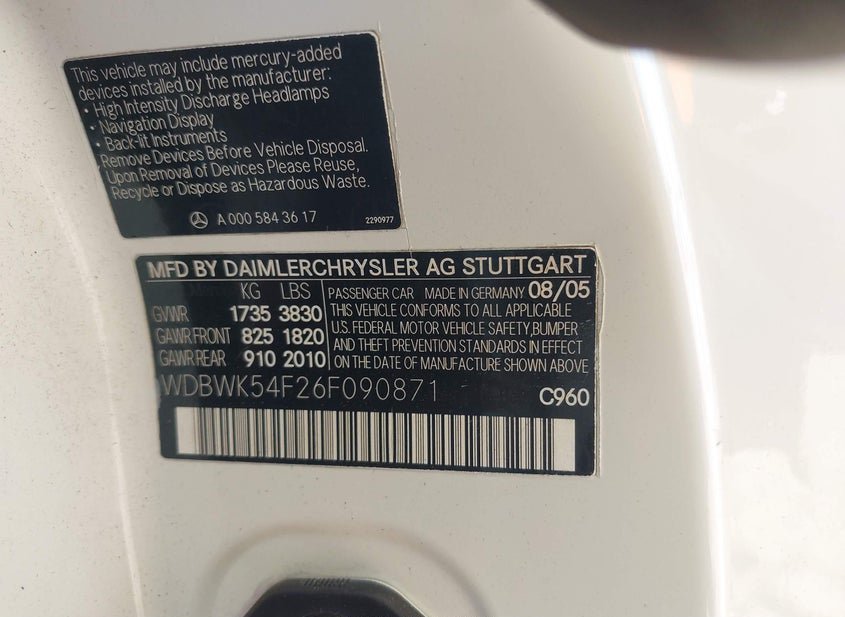 This vehicle may include mercury-added
devices installed by the manufacturer:
• High Intensity Discharge Headlamps
• Navigation Display
• Back-lit Instruments
Remove Devices Before Vehicle Disposal.
Upon Removal of Devices Please Reuse,
Recycle or Dispose as Hazardous Waste.
A 000 584 36 17
2290977
MFD BY DAIMLERCHRYSLER AG STUTTGART
KG LBS
GVWR 1735 3830
GAWR FRONT 825 1820
GAWR REAR 910 2010
PASSENGER CAR MADE IN GERMANY 08/05
THIS VEHICLE CONFORMS TO ALL APPLICABLE
U.S. FEDERAL MOTOR VEHICLE SAFETY, BUMPER
AND THEFT PREVENTION STANDARDS IN EFFECT
ON THE DATE OF MANUFACTURE SHOWN ABOVE
WDBWK54F26F090871
C960